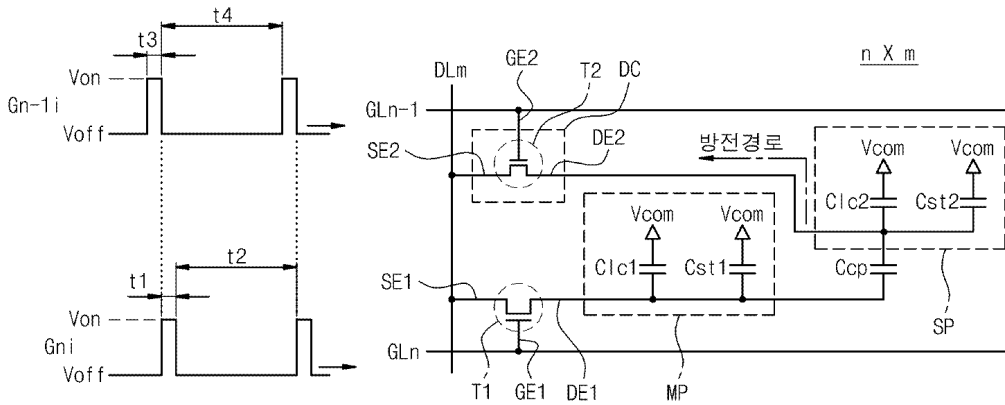 t3
t4
Von
Gn-1i
Voff
t1
t2
Von
Gni
Voff
n X m
DLm
GE2
T2
DC
GLn-1
SE2
DE2
방전경로
Vcom
Vcom
Clc2
Cst2
Vcom
Vcom
Clc1
Cst1
Ccp
SE1
SP
GLn
T1
GE1
DE1
MP